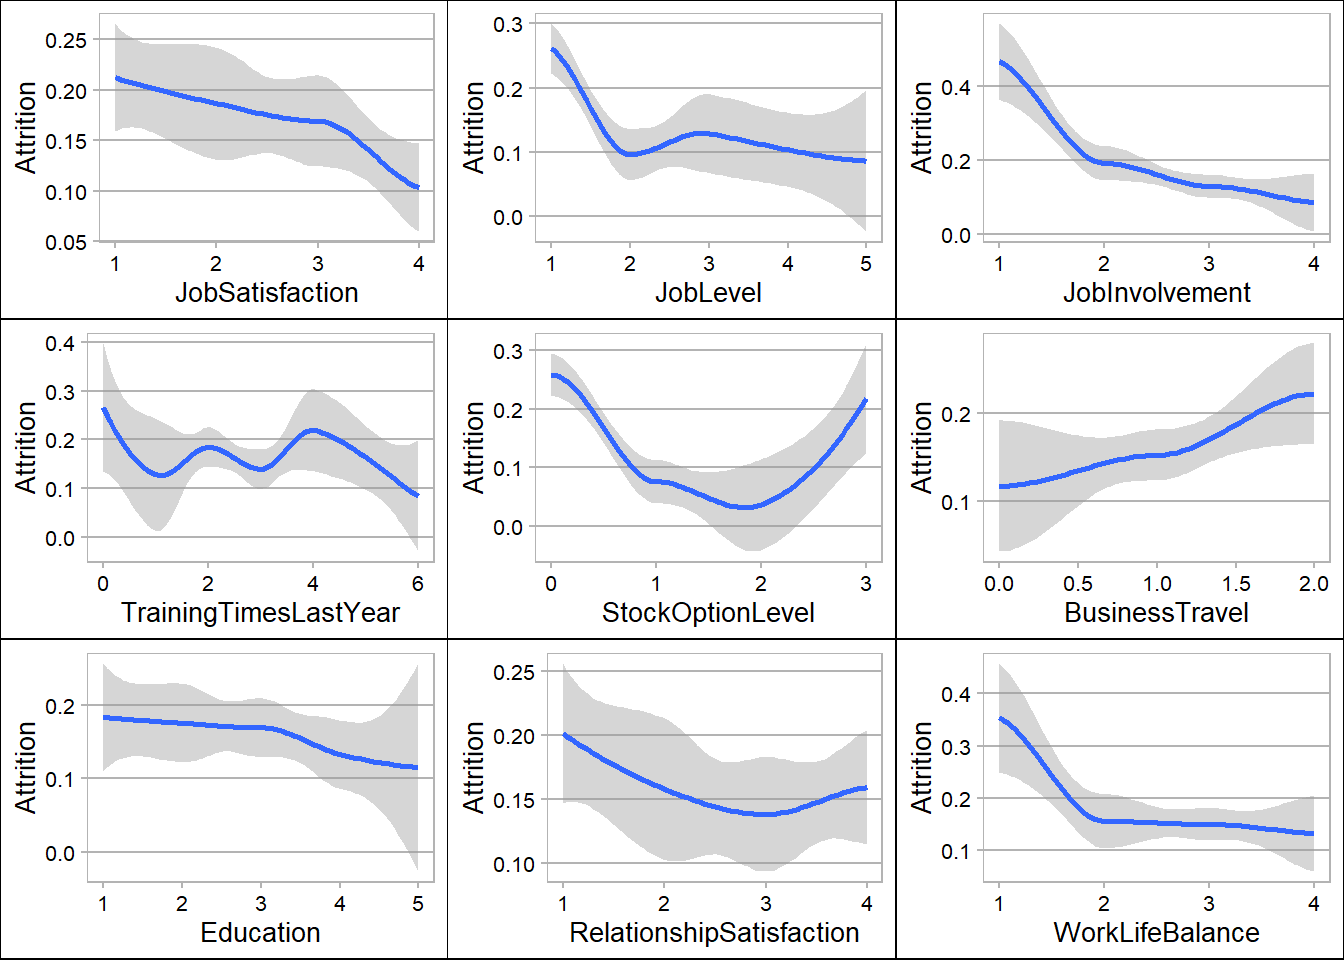 Attrition
0.25
0.20
0.15
0.10
0.05
1 2 3 4
JobSatisfaction
Attrition
0.3
0.2
0.1
0.0
1 2 3 4 5
JobLevel
Attrition
0.4
0.2
0.0
1 2 3 4
JobInvolvement
Attrition
0.4
0.3
0.2
0.1
0.0
0 2 4 6
TrainingTimesLastYear
Attrition
0.3
0.2
0.1
0.0
0 1 2 3
StockOptionLevel
Attrition
0.2
0.1
0.0 0.5 1.0 1.5 2.0
BusinessTravel
Attrition
0.2
0.1
0.0
1 2 3 4 5
Education
Attrition
0.25
0.20
0.15
0.10
1 2 3 4
RelationshipSatisfaction
Attrition
0.4
0.3
0.2
0.1
1 2 3 4
WorkLifeBalance